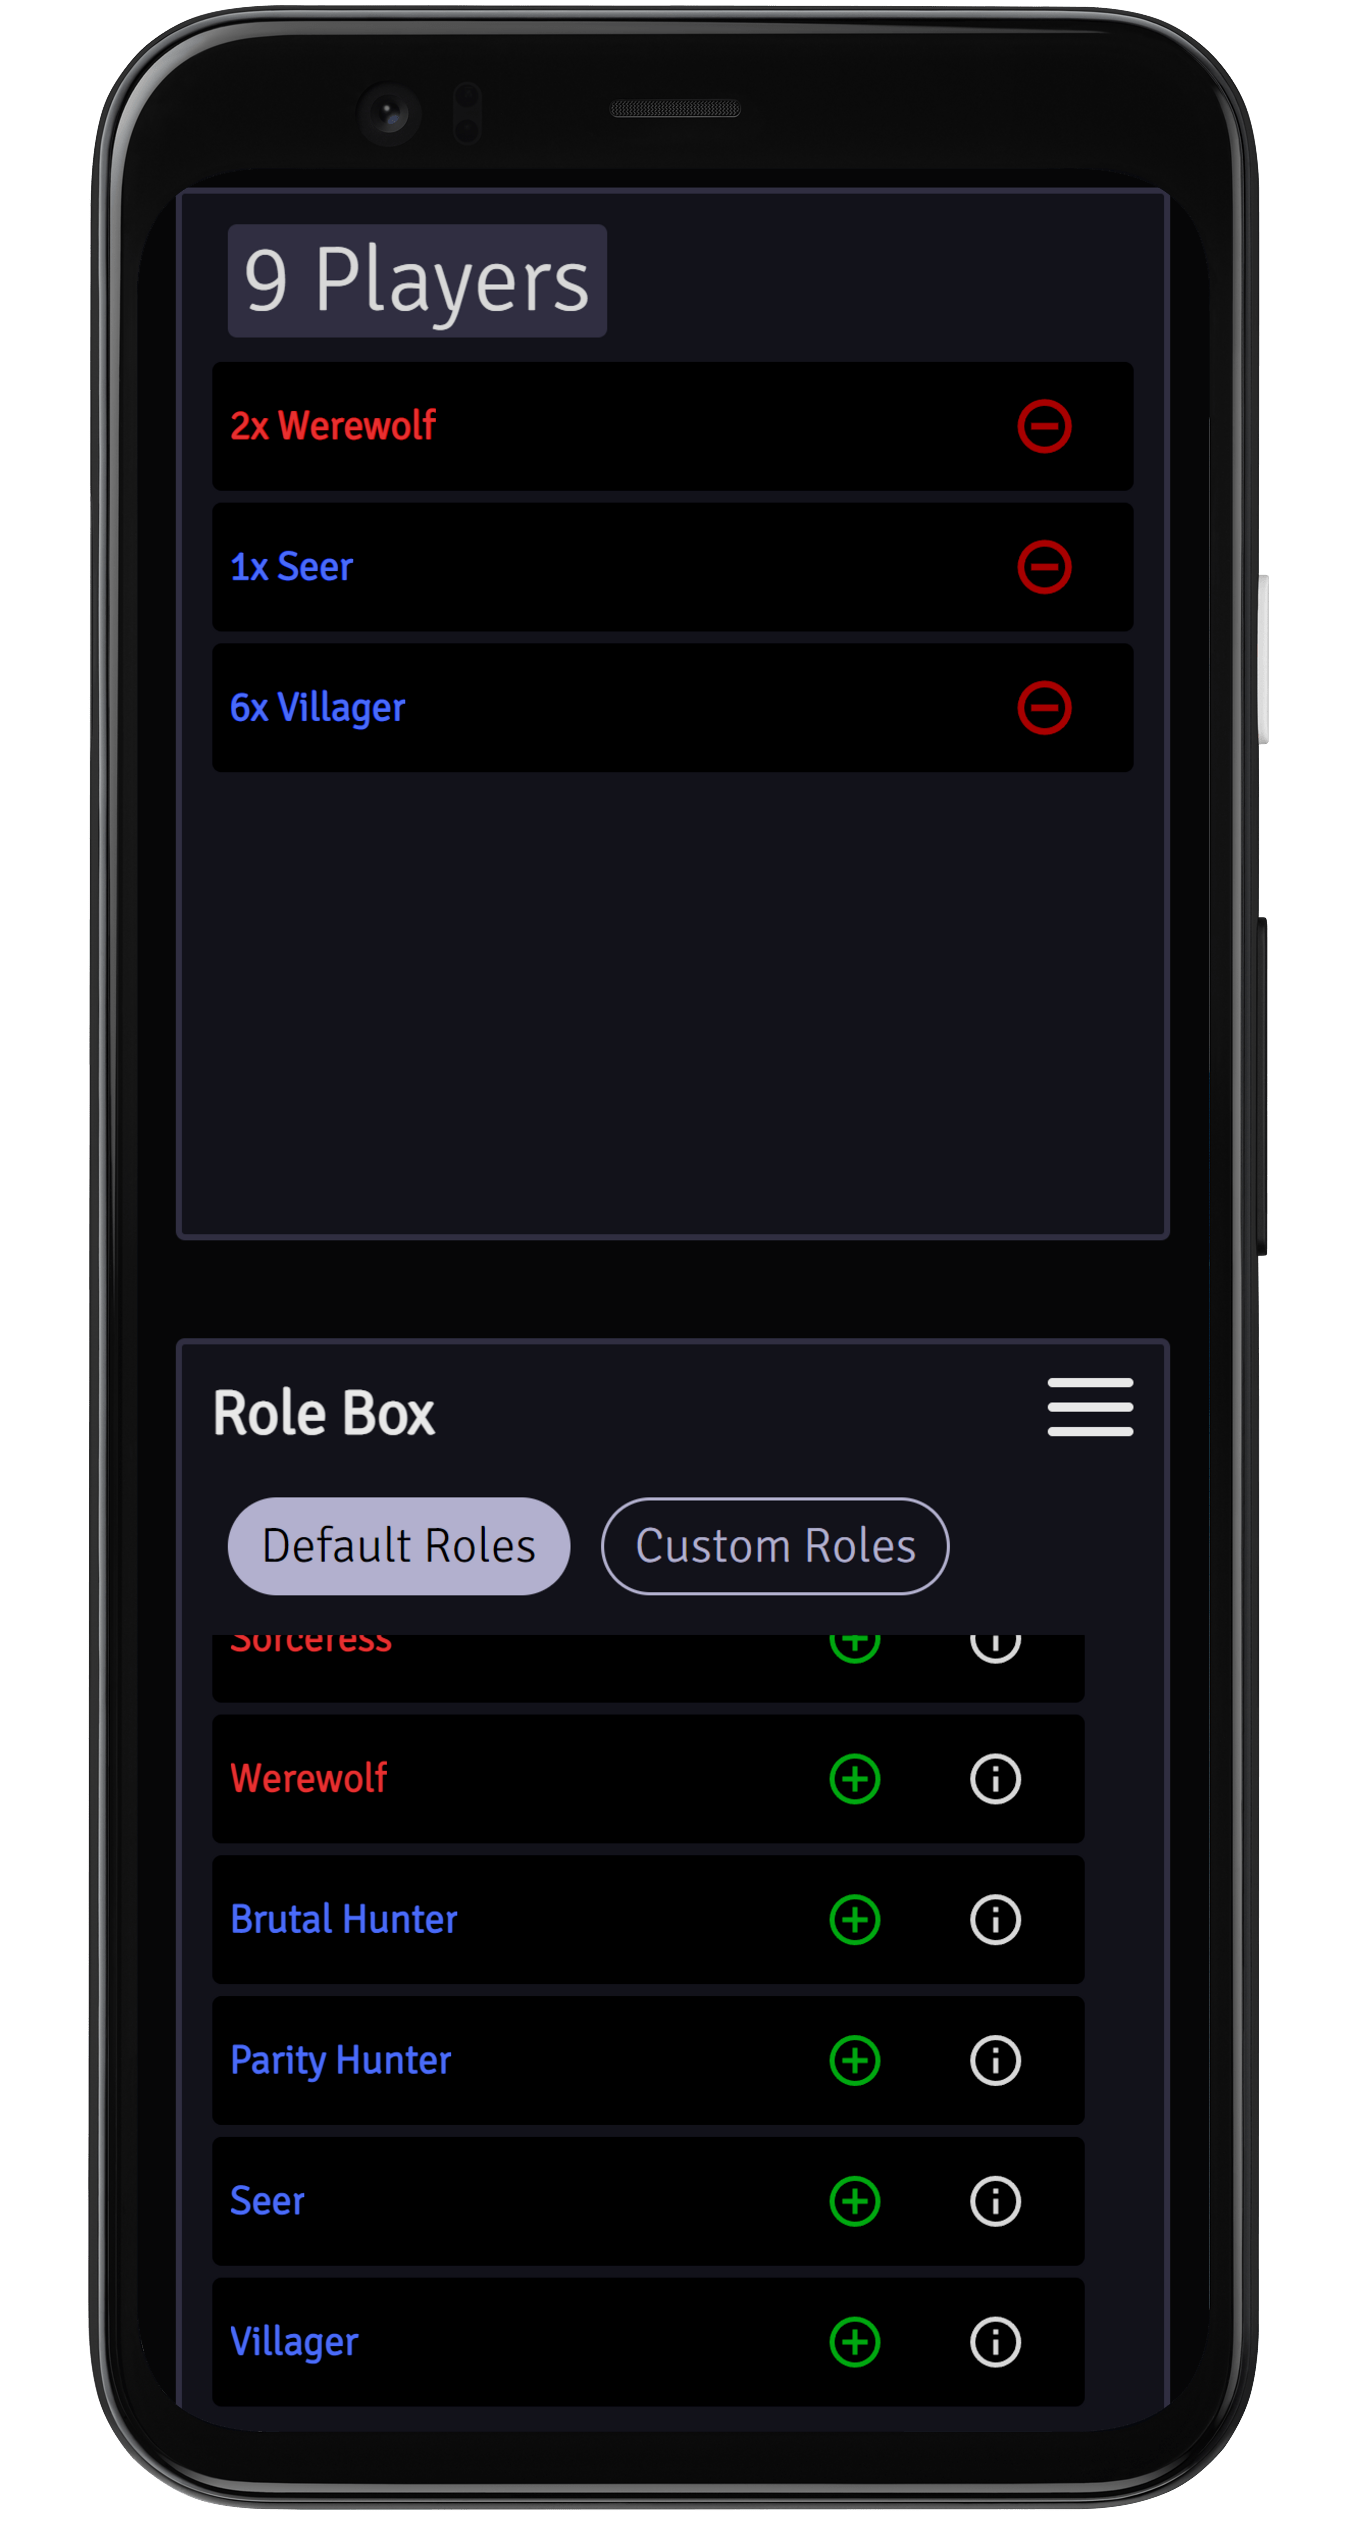 9 Players
2x Werewolf
1x Seer
6x Villager
Role Box
Default Roles
Custom Roles
Sorceress
Werewolf
Brutal Hunter
Parity Hunter
Seer
Villager